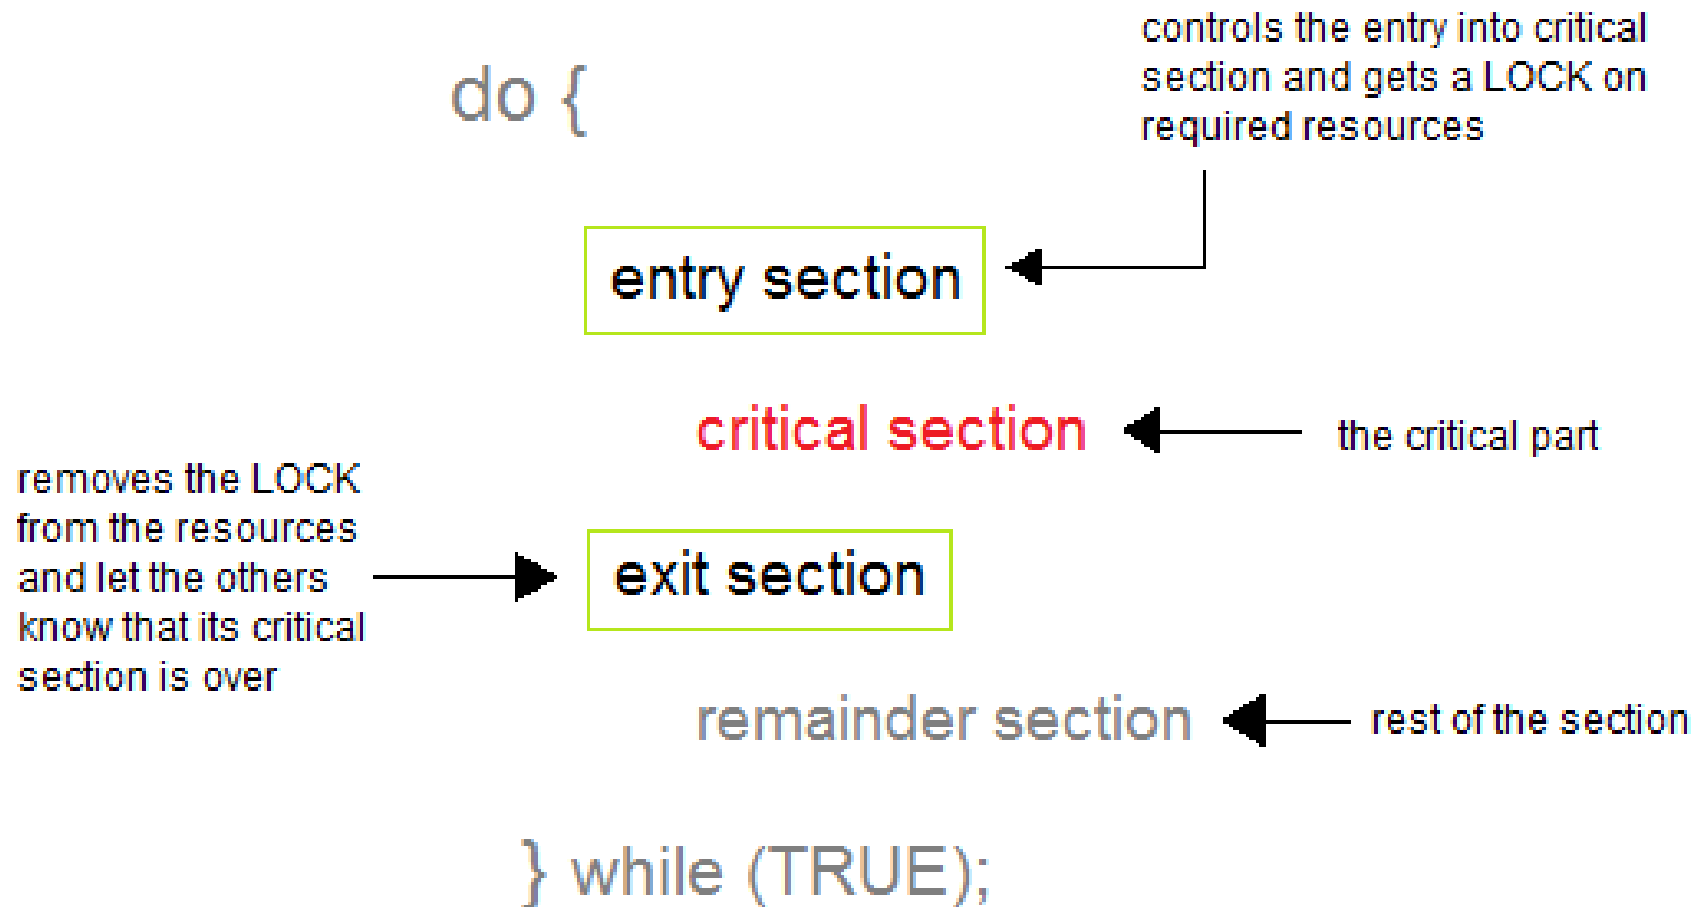 controls the entry into critical
section and gets a LOCK on
required resources
do {
entry section
critical section
the critical part
removes the LOCK
from the resources
and let the others
know that its critical
section is over
exit section
remainder section
rest of the section
} while (TRUE);